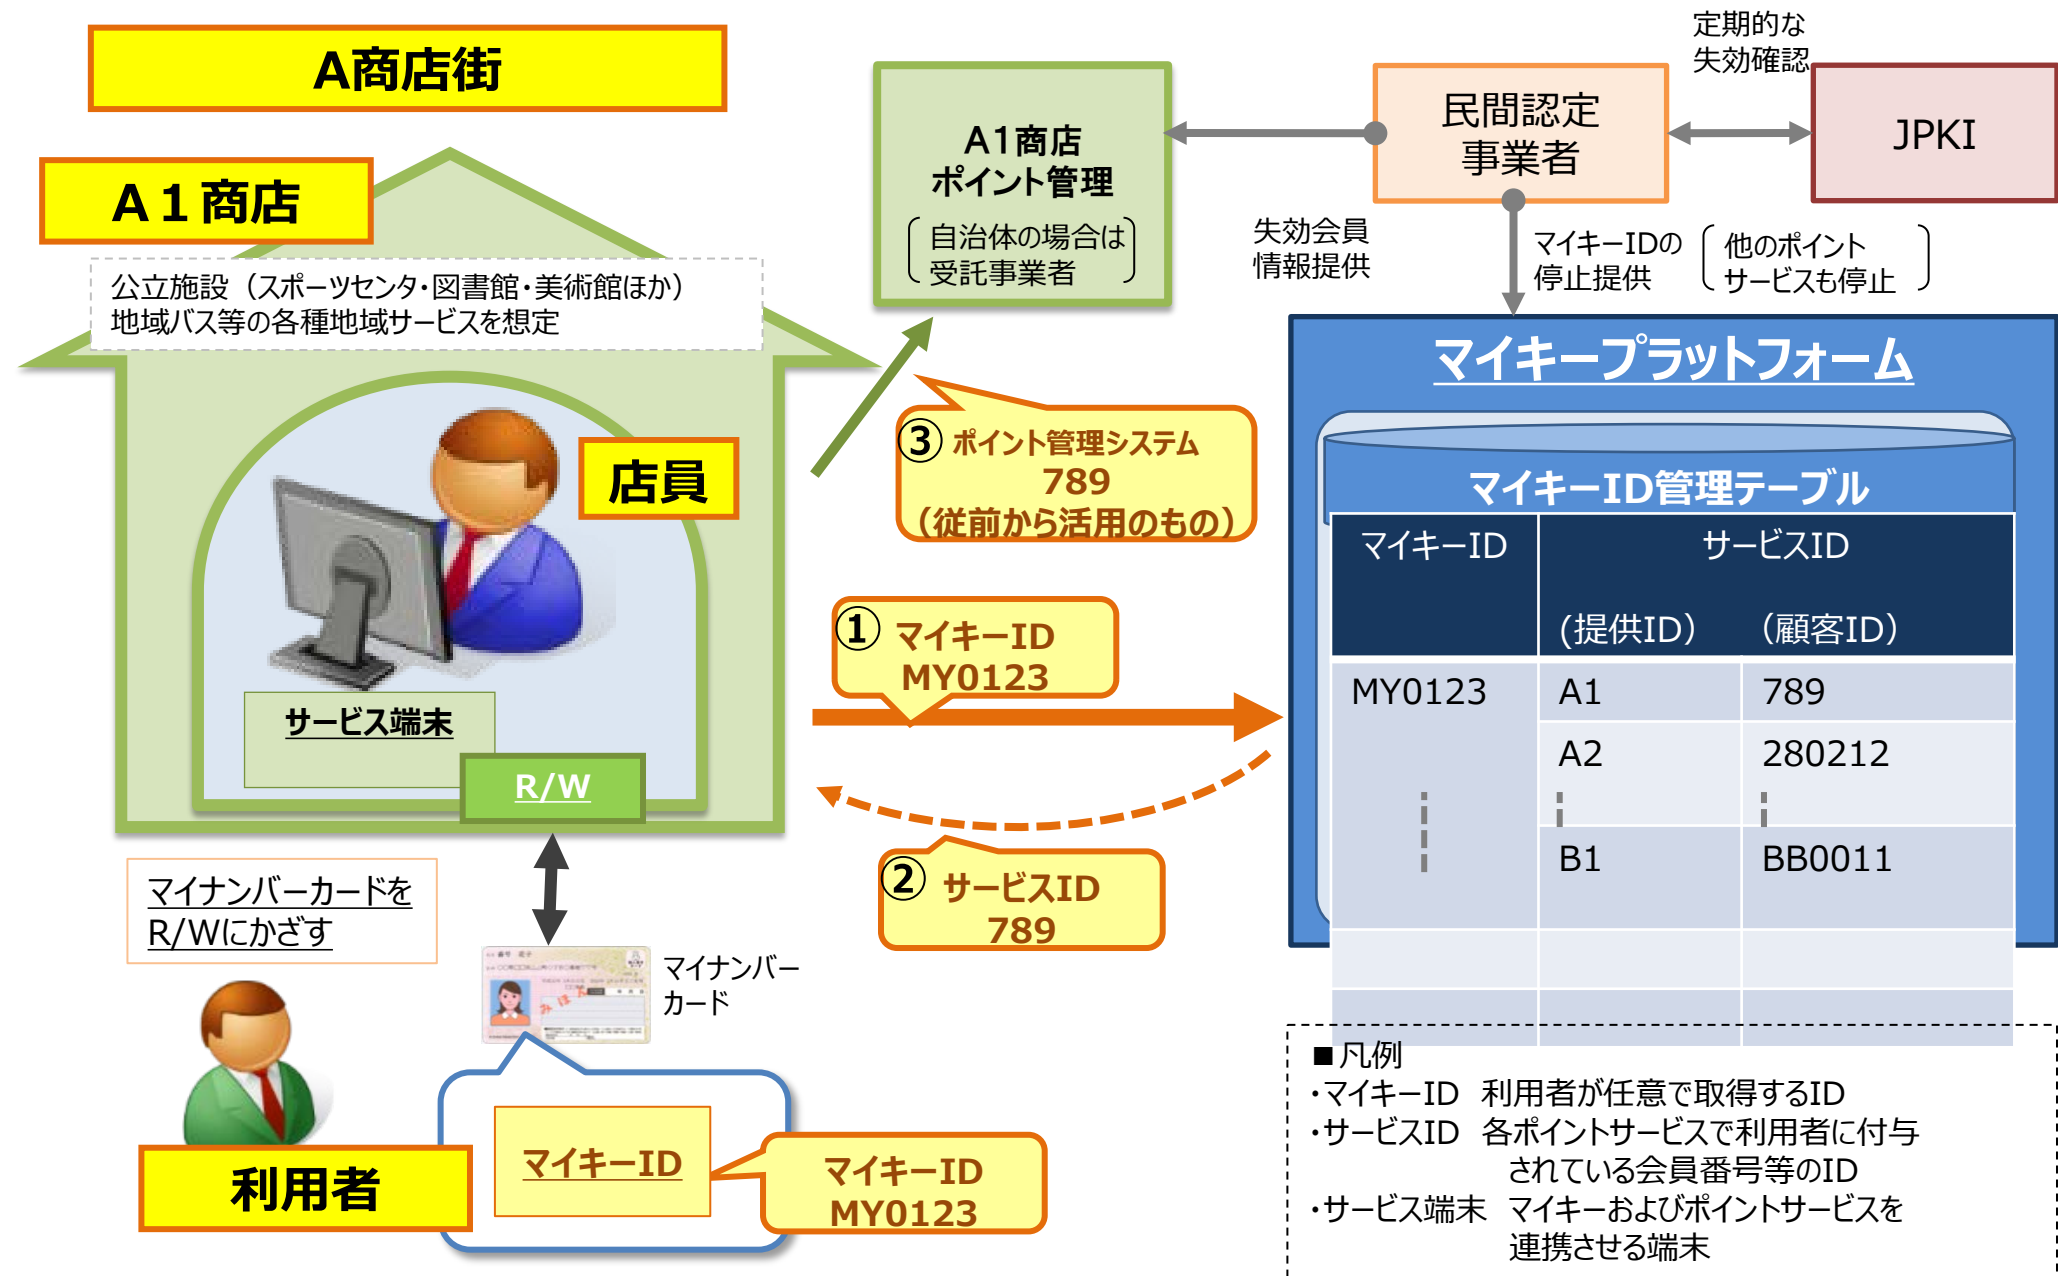 A商店街
A１商店
公立施設（スポーツセンタ・図書館・美術館ほか）
地域バス等の各種地域サービスを想定
店員
サービス端末
R/W
マイナンバーカードを
R/Wにかざす
マイナンバー
カード
利用者
マイキーID
マイキーID
MY0123
A1商店
ポイント管理
自治体の場合は
受託事業者
民間認定
事業者
定期的な
失効確認
JPKI
失効会員
情報提供
マイキーIDの
停止提供
他のポイント
サービスも停止
③ ポイント管理システム
789
（従前から活用のもの）
① マイキーID
MY0123
② サービスID
789
マイキープラットフォーム
マイキーID管理テーブル
マイキーID サービスID
(提供ID） （顧客ID）
MY0123 A1 789
A2 280212
B1 BB0011
■凡例
・マイキーID 利用者が任意で取得するID
・サービスID 各ポイントサービスで利用者に付与
されている会員番号等のID
・サービス端末 マイキーおよびポイントサービスを
連携させる端末